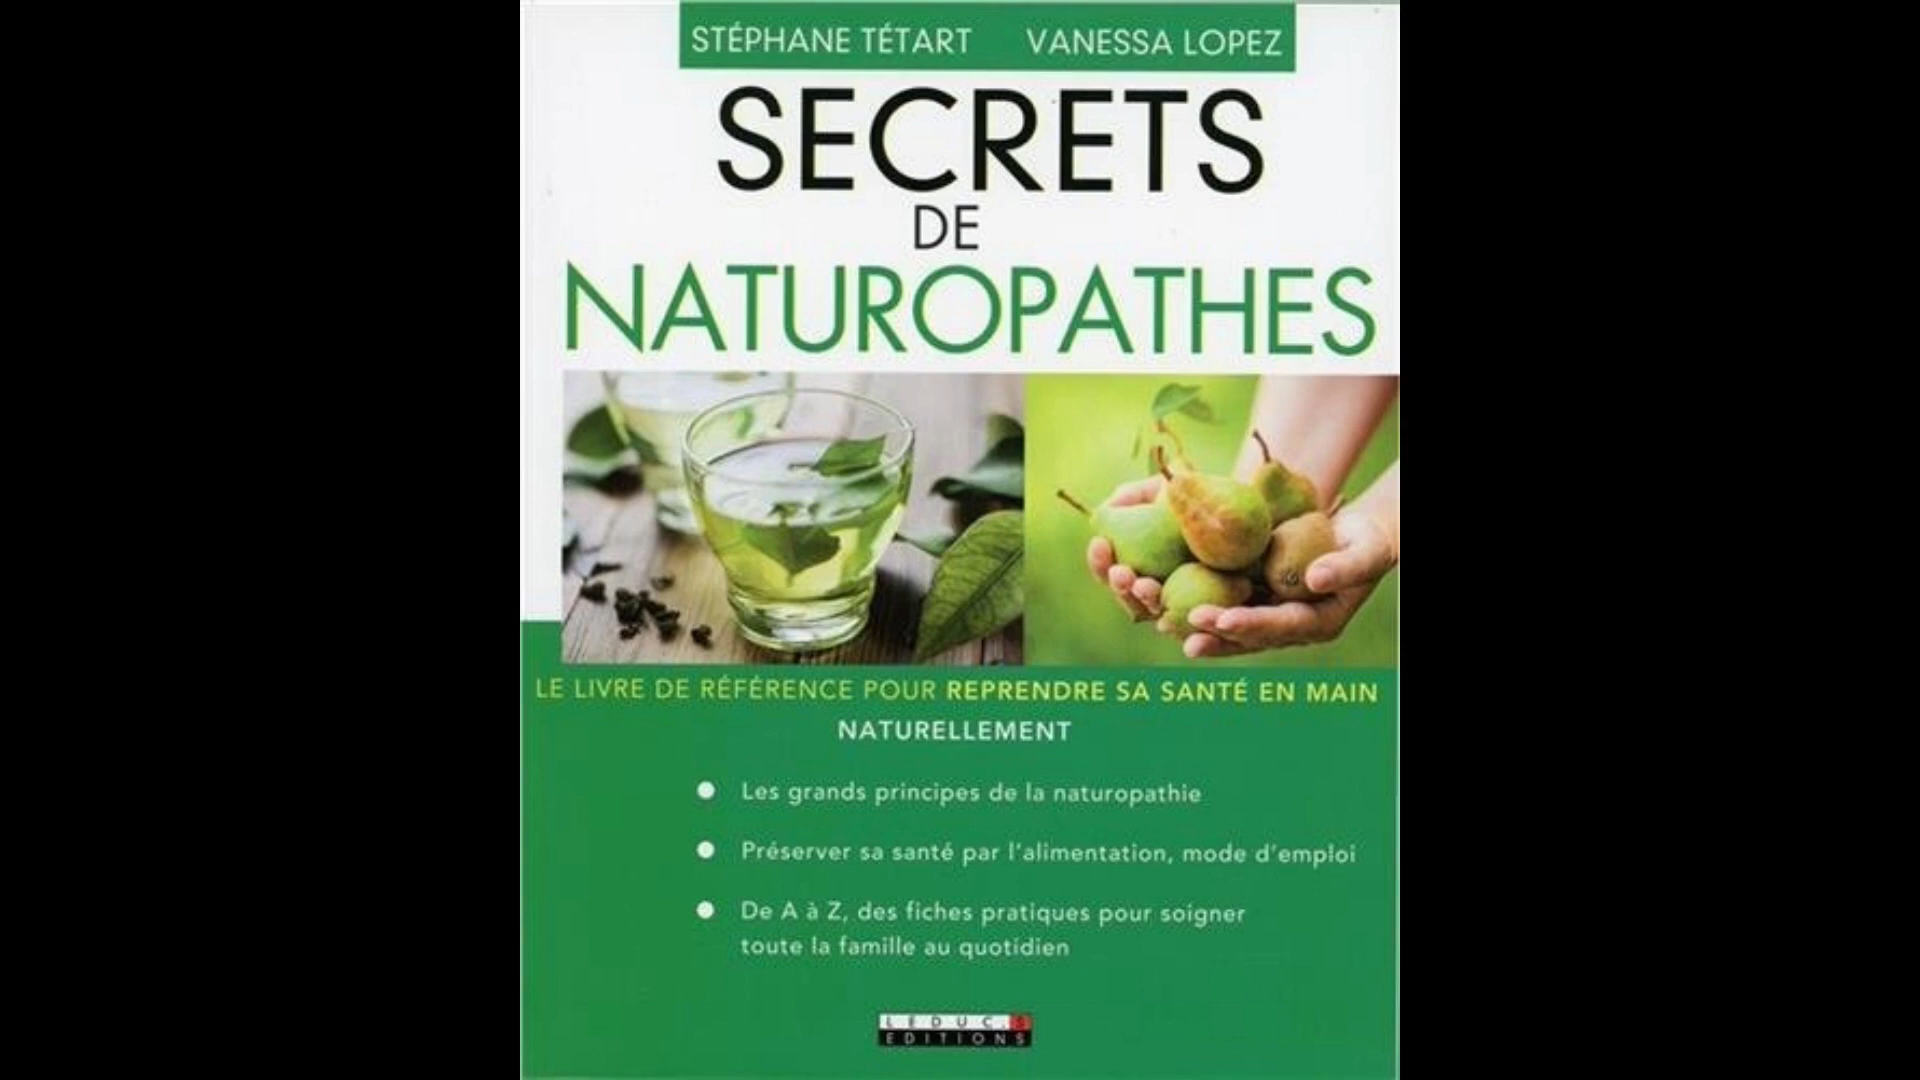 STÉPHANE TÉTART VANESSA LOPEZ
SECRETS
DE
NATUROPATHES
LE LIVRE DE RÉFÉRENCE POUR REPRENDRE SA SANTÉ EN MAIN
NATURELLEMENT
Les grands principes de la naturopathie
Préserver sa santé par l'alimentation, mode d'emploi
De A à Z, des fiches pratiques pour soigner
toute la famille au quotidien
LEDUC.S
EDITIONS